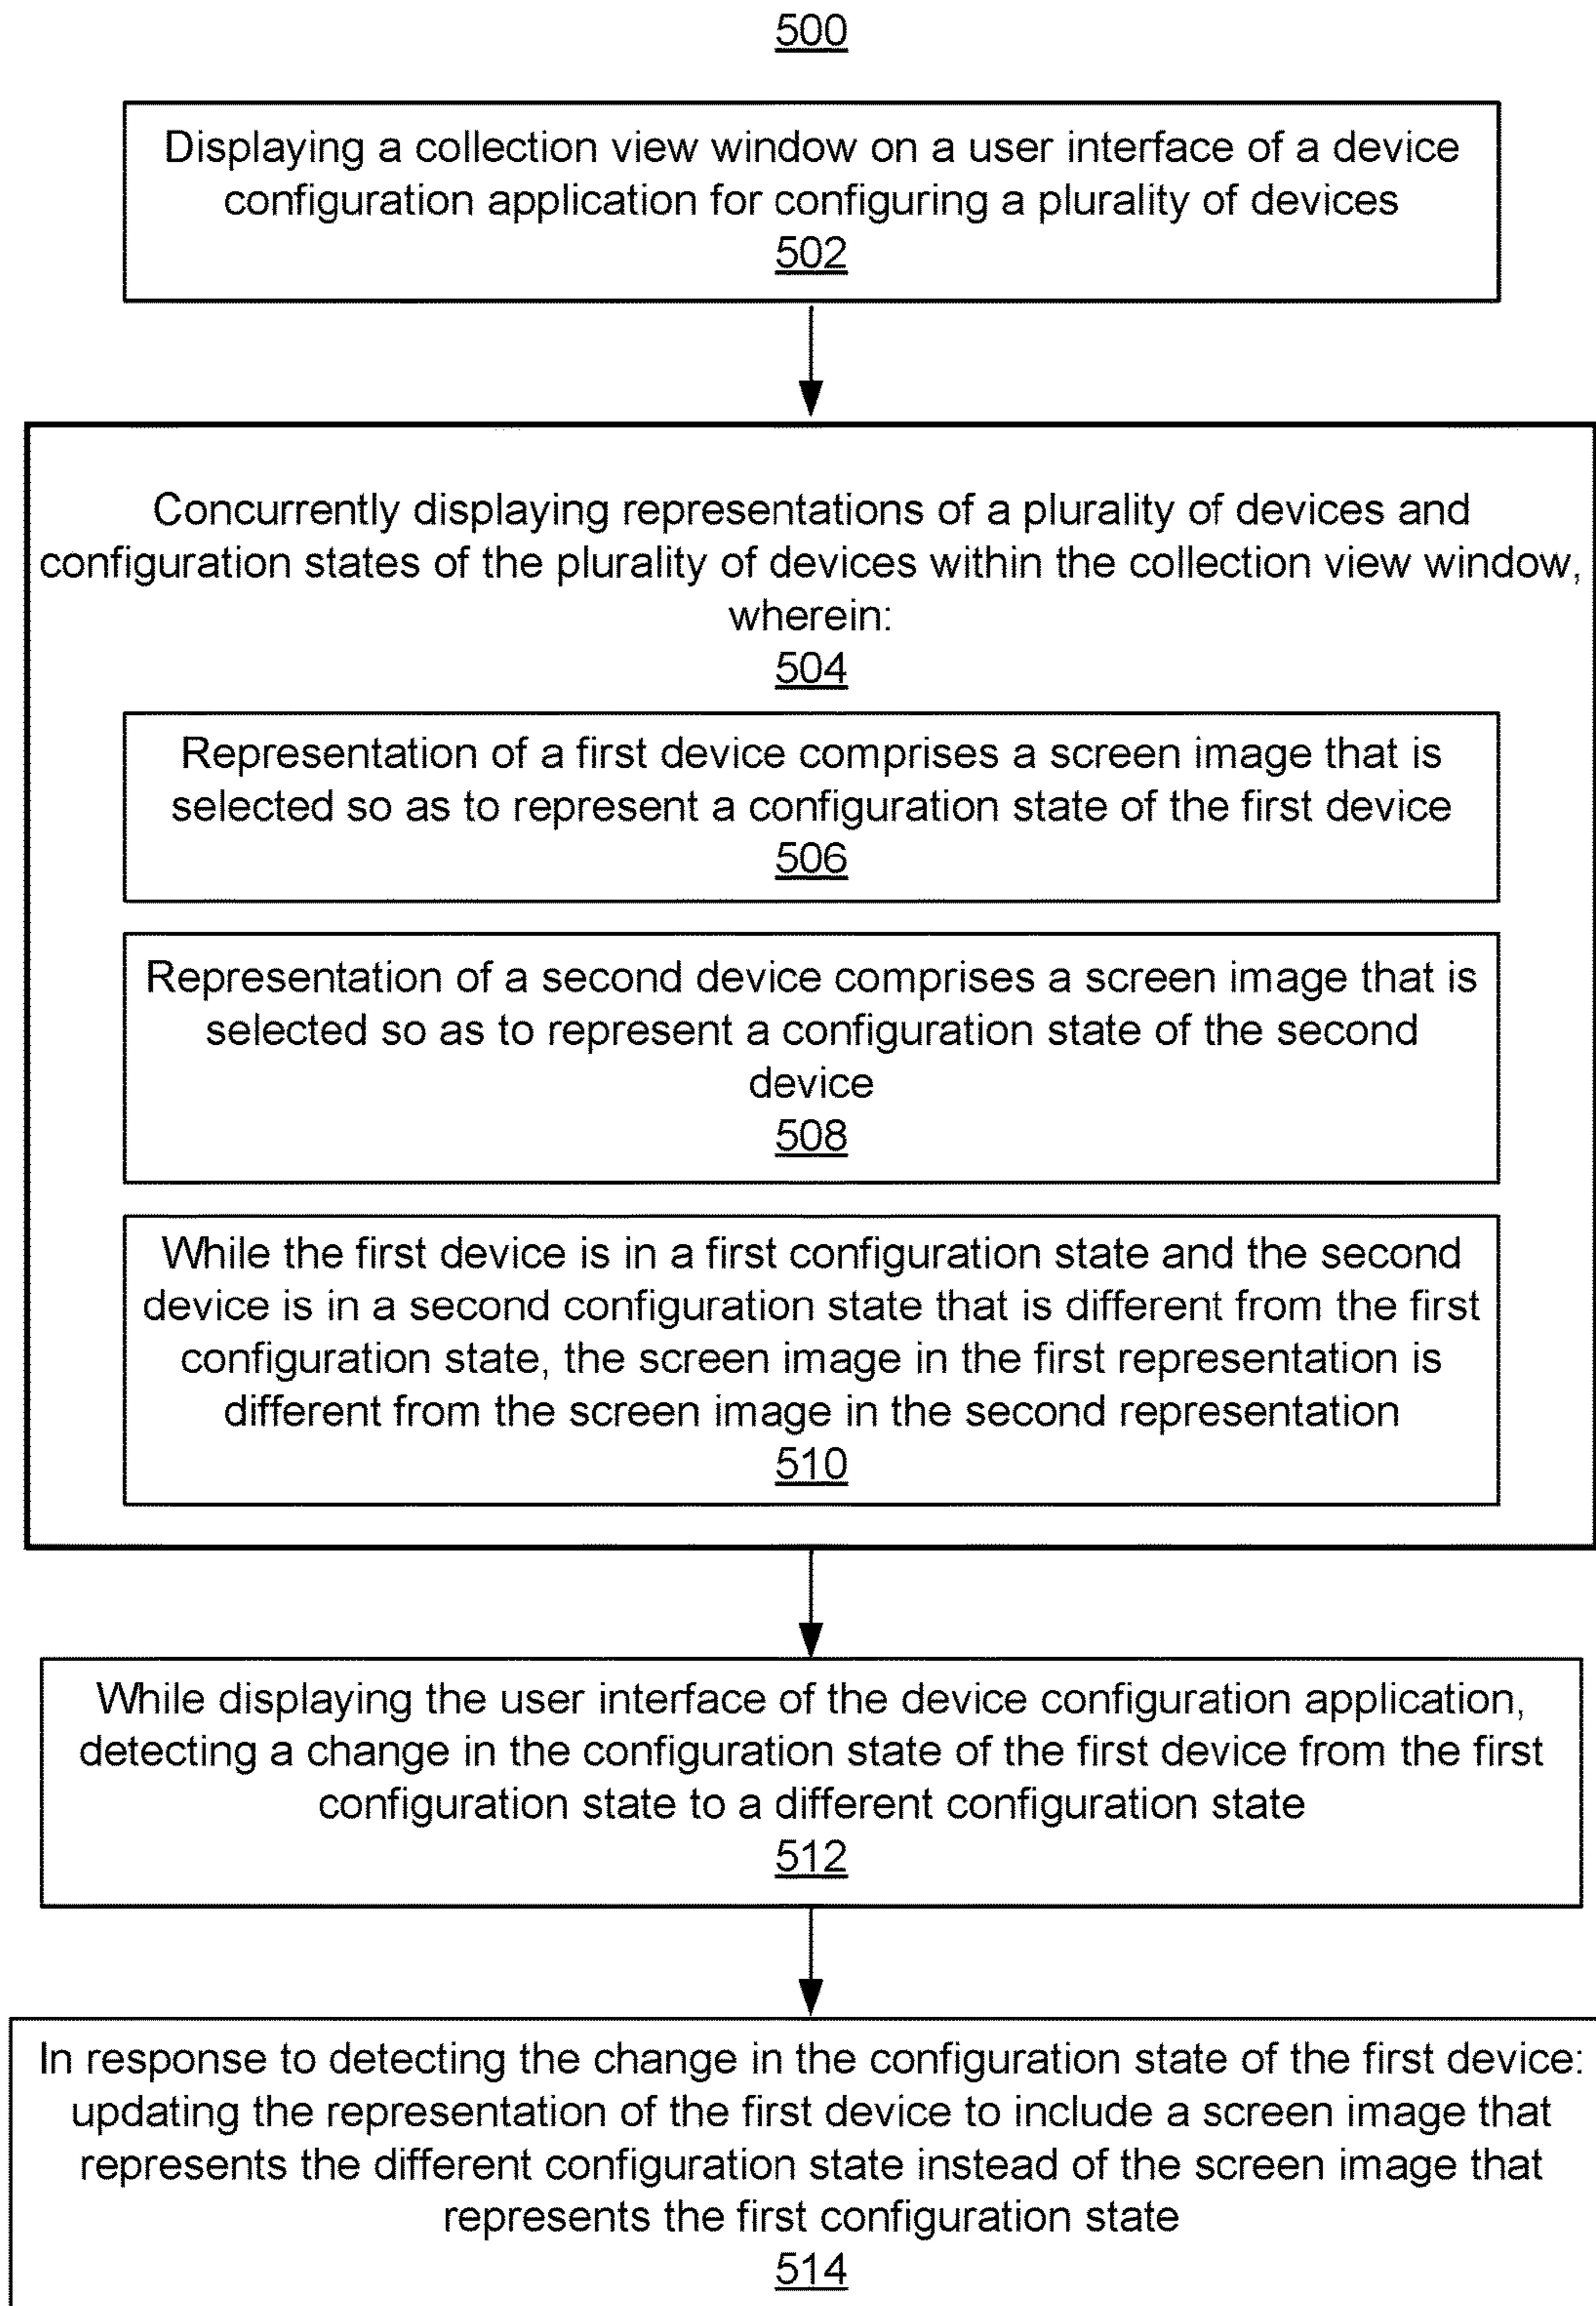 500
Displaying a collection view window on a user interface of a device
configuration application for configuring a plurality of devices
502
Concurrently displaying representations of a plurality of devices and
configuration states of the plurality of devices within the collection view window,
wherein:
504
Representation of a first device comprises a screen image that is
selected so as to represent a configuration state of the first device
506
Representation of a second device comprises a screen image that is
selected so as to represent a configuration state of the second
device
508
While the first device is in a first configuration state and the second
device is in a second configuration state that is different from the first
configuration state, the screen image in the first representation is
different from the screen image in the second representation
510
While displaying the user interface of the device configuration application,
detecting a change in the configuration state of the first device from the first
configuration state to a different configuration state
512
In response to detecting the change in the configuration state of the first device:
updating the representation of the first device to include a screen image that
represents the different configuration state instead of the screen image that
represents the first configuration state
514